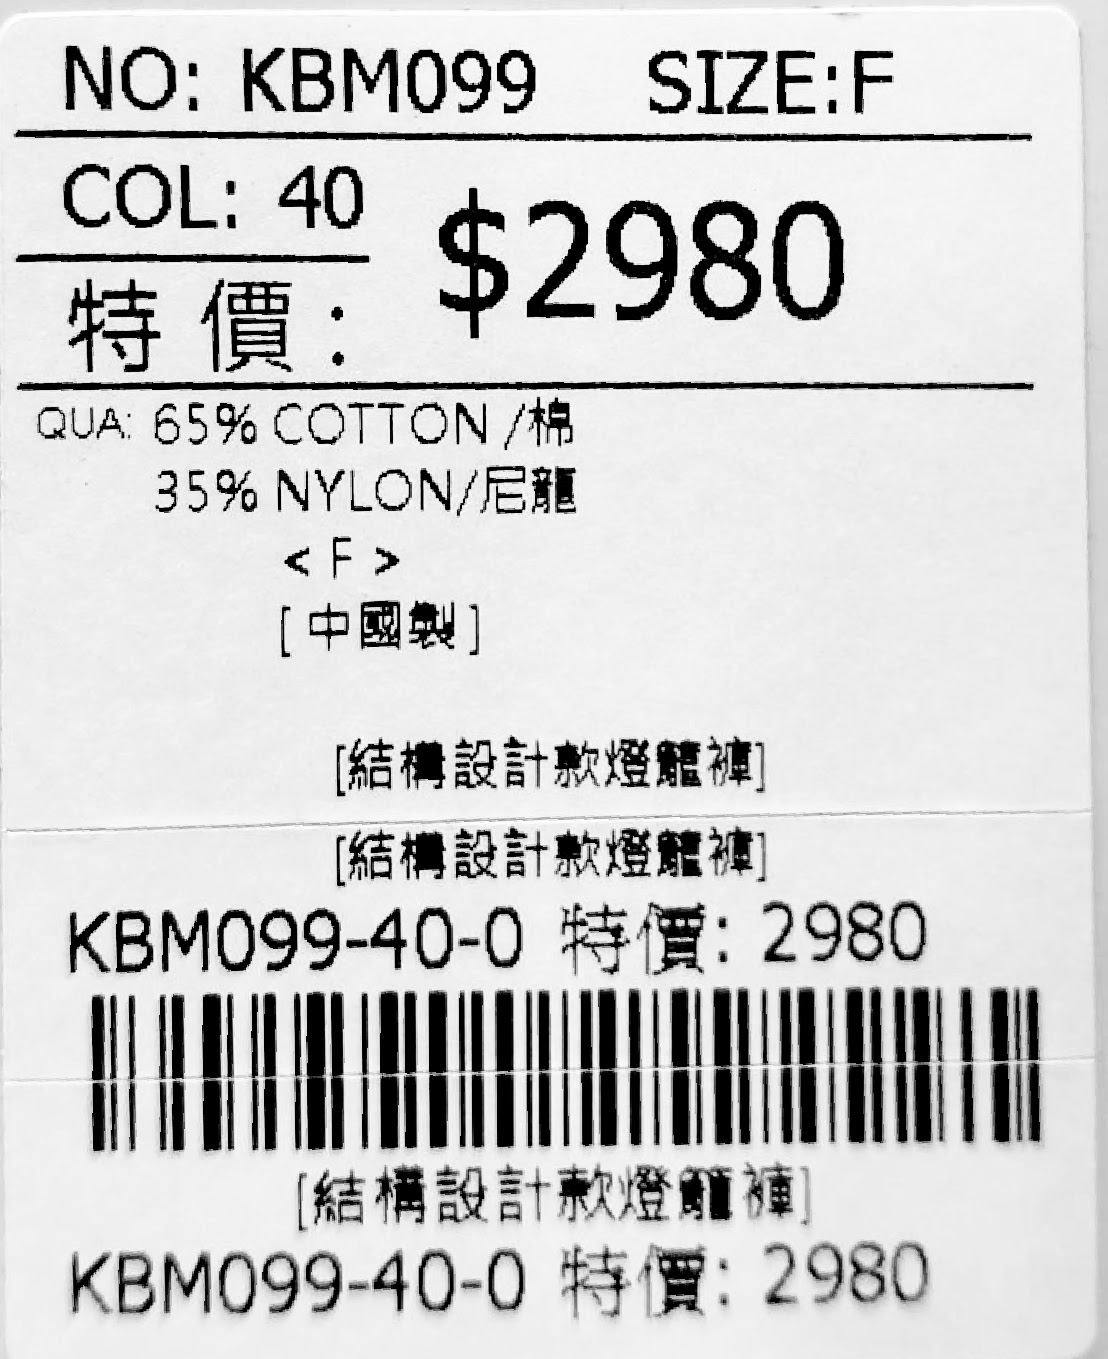 NO: KBM099 SIZE:F
COL: 40
$2980
特 價 :
QUA: 65% COTTON /棉
35% NYLON/尼龍
< F >
[ 中國製 ]
[結構設計款燈籠褲]
[結構設計款燈籠褲]
KBM099-40-0 特價: 2980
[結構設計款燈籠褲]
KBM099-40-0 特價: 2980